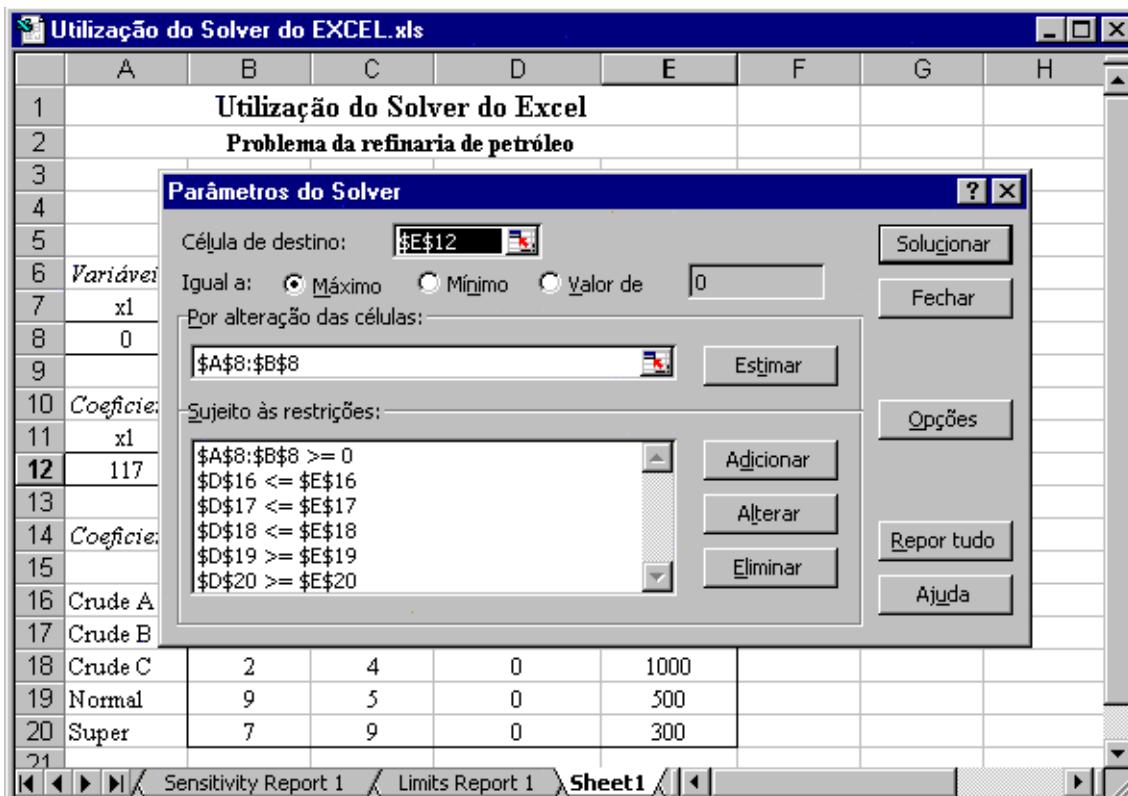 Utilização do Solver do EXCEL.xls
A B C D E F G H
1 Utilização do Solver do Excel
2 Problema da refinaria de petróleo
3
4
5
6 Variávei
7 x1
8 0
9
10 Coeficie
11 x1
12 117
13
14 Coeficie
15
16 Crude A
17 Crude B
18 Crude C 2 4 0 1000
19 Normal 9 5 0 500
20 Super 7 9 0 300
21
Parâmetros do Solver
Célula de destino: $E$12
Igual a: Máximo Mínimo Valor de 0
Por alteração das células:
$A$8:$B$8
Estimar
Sujeito às restrições:
$A$8:$B$8 >= 0
$D$16 <= $E$16
$D$17 <= $E$17
$D$18 <= $E$18
$D$19 >= $E$19
$D$20 >= $E$20
Adicionar
Alterar
Eliminar
Solucionar
Fechar
Opções
Repor tudo
Ajuda
Sensitivity Report 1 Limits Report 1 Sheet1